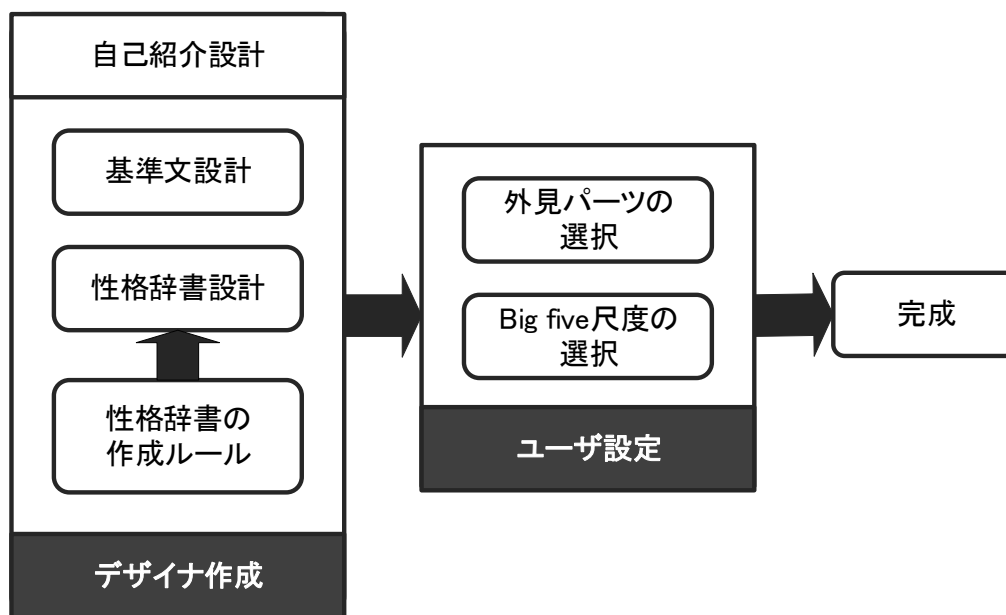 自己紹介設計
基準文設計
性格辞書設計
性格辞書の
作成ルール
デザイナ作成
外見パーツの
選択
Big five尺度の
選択
ユーザ設定
完成